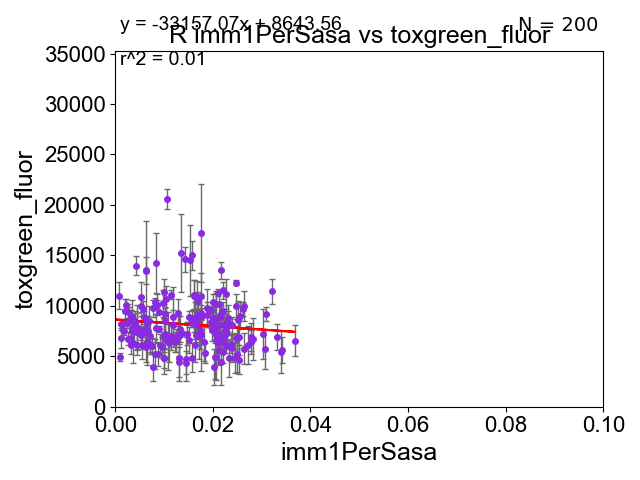 y = -33157.07x + 8643.56
N = 200
R imm1PerSasa vs toxgreen_fluor
r^2 = 0.01
35000
30000
25000
20000
15000
10000
5000
0
toxgreen_fluor
0.00
0.02
0.04
0.06
0.08
0.10
imm1PerSasa